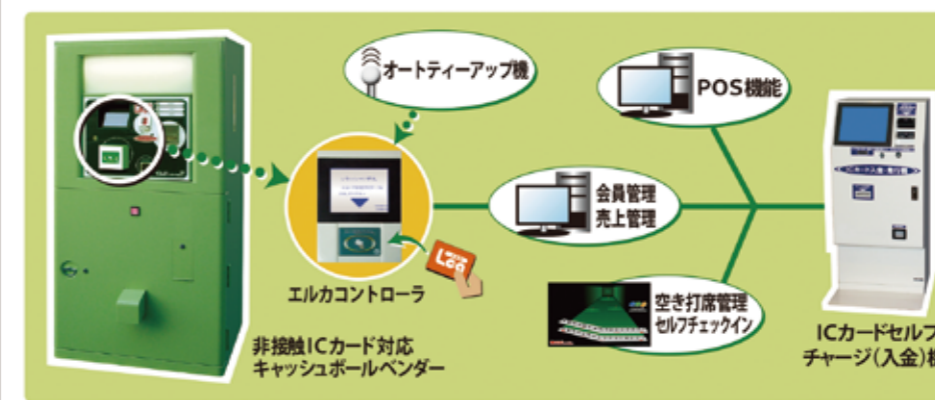 オートティーアップ機
POS機能
会員管理
売上管理
エルカコントローラ
空き打席管理
セルフチェックイン
非接触ICカード対応
キャッシュボールベンダー
ICカードセルフ
チャージ(入金)機